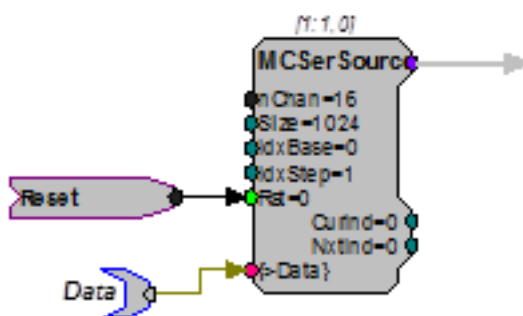 [1:1,0]
MCSerSource
nChan=16
Size=1024
IdxBase=0
IdxStep=1
Reset
Rst=0
CurInd=0
NxtInd=0
Data
{>Data}